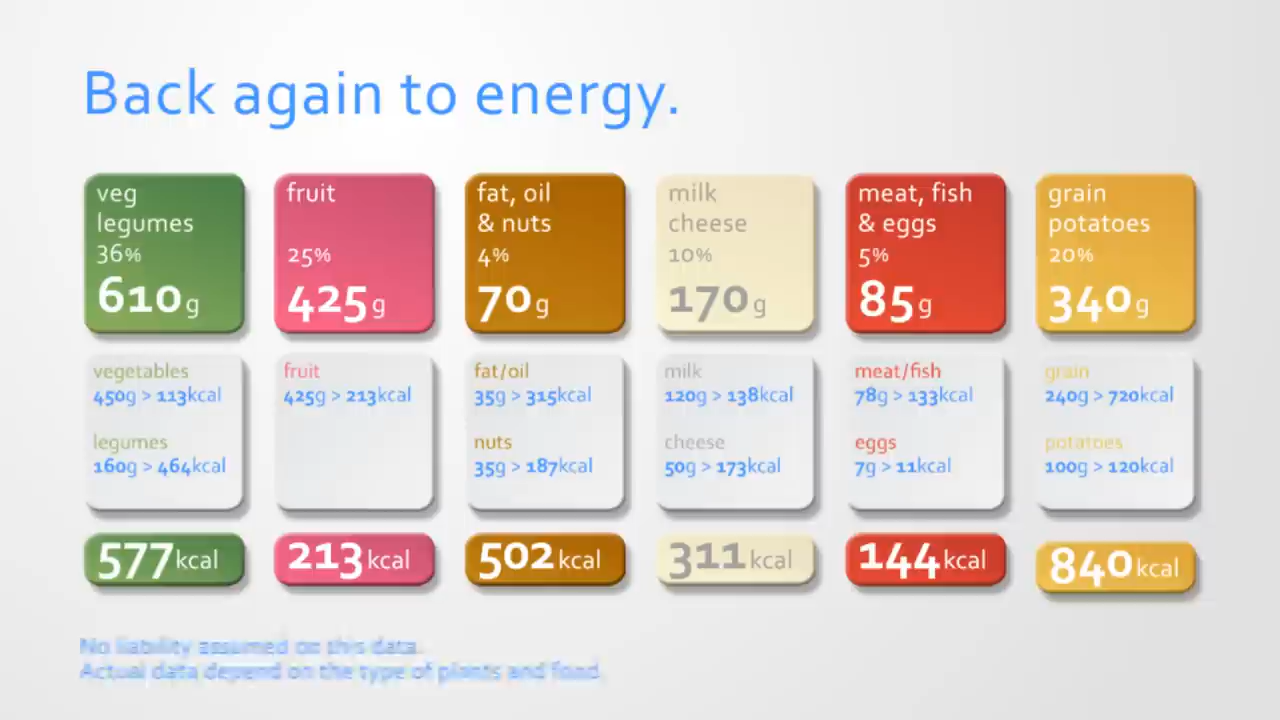 Back again to energy.
veg
legumes
36%
610g
fruit
25%
425g
fat, oil
& nuts
4%
70g
milk
cheese
10%
170g
meat, fish
& eggs
5%
85g
grain
potatoes
20%
340g
vegetables
450g > 113kcal
legumes
160g > 464kcal
fruit
425g > 213kcal
fat/oil
35g > 315kcal
nuts
35g > 187kcal
milk
120g > 138kcal
cheese
50g > 173kcal
meat/fish
78g > 133kcal
eggs
7g > 11kcal
grain
240g > 720kcal
potatoes
100g > 120kcal
577kcal
213kcal
502kcal
311kcal
144kcal
840kcal
No liability assumed on this data.
Actual data depend on the type of plants and food.